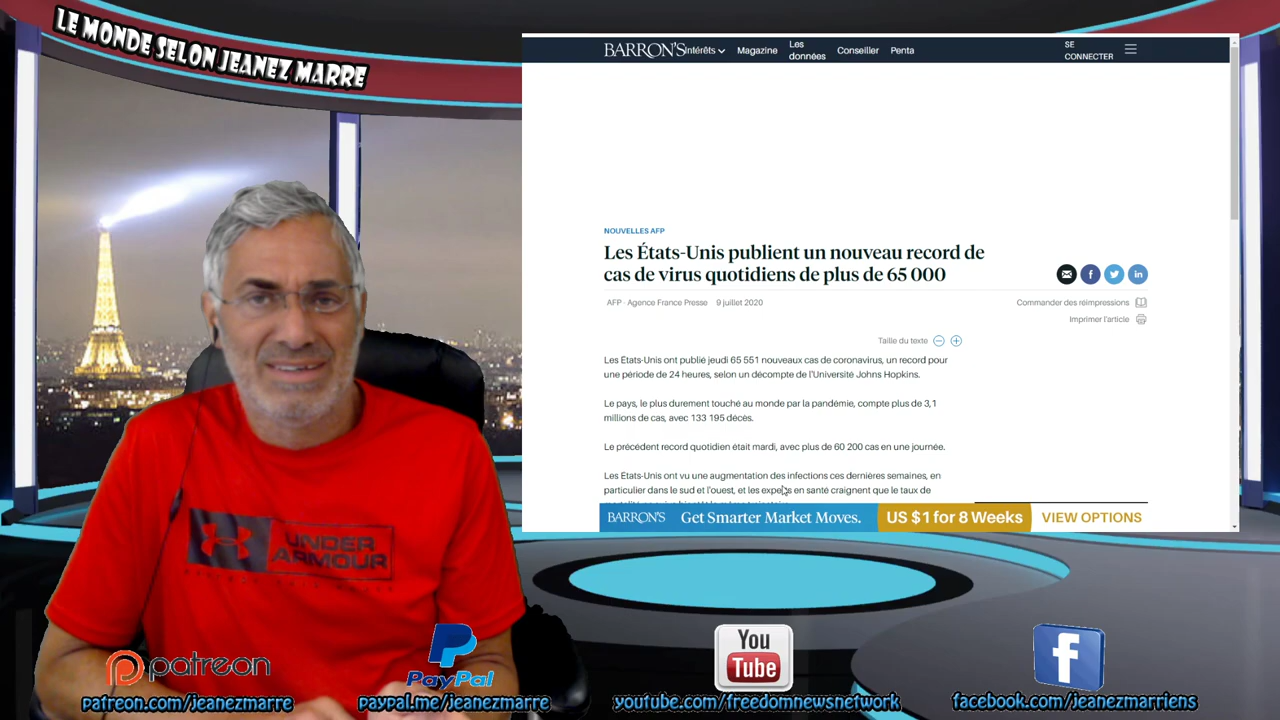 LE MONDE SELON JEANEZ MARRE
BARRON'S Intérêts Magazine Les données Conseiller Penta SE CONNECTER
NOUVELLES AFP
Les États-Unis publient un nouveau record de
cas de virus quotidiens de plus de 65 000
AFP - Agence France Presse 9 juillet 2020
Commander des réimpressions
Imprimer l'article
Taille du texte
Les États-Unis ont publié jeudi 65 551 nouveaux cas de coronavirus, un record pour
une période de 24 heures, selon un décompte de l'Université Johns Hopkins.
Le pays, le plus durement touché au monde par la pandémie, compte plus de 3,1
millions de cas, avec 133 195 décès.
Le précédent record quotidien était mardi, avec plus de 60 200 cas en une journée.
Les États-Unis ont vu une augmentation des infections ces dernières semaines, en
particulier dans le sud et l'ouest, et les experts en santé craignent que le taux de
BARRON'S Get Smarter Market Moves. US $1 for 8 Weeks VIEW OPTIONS
UNDER
ARMOUR
patreon
PayPal
You
Tube
f
patreon.com/jeanezmarre
paypal.me/jeanezmarre
youtube.com/freedomnewsnetwork
facebook.com/jeanezmarriens